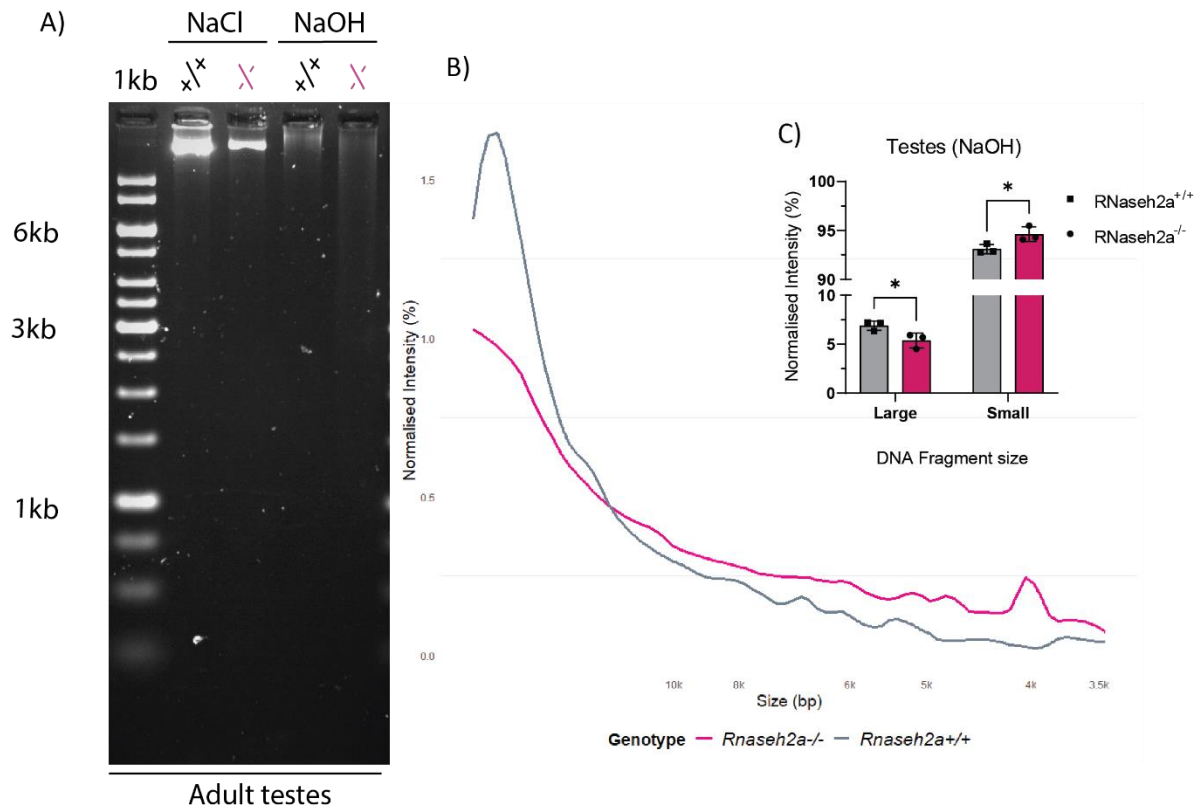 A)
NaCl NaOH
1kb +/+ -/- +/+ -/-
6kb
3kb
1kb
Adult testes
B)
Normalised Intensity (%)
1.5
1.0
0.5
0.0
10k 8k 6k 5k 4k 3.5k
Size (bp)
Genotype Rnaseh2a-/- Rnaseh2a+/+
C)
Testes (NaOH)
Normalised Intensity (%)
100
95
90
10
5
0
* *
Large Small
DNA Fragment size
RNaseh2a+/+
RNaseh2a-/-